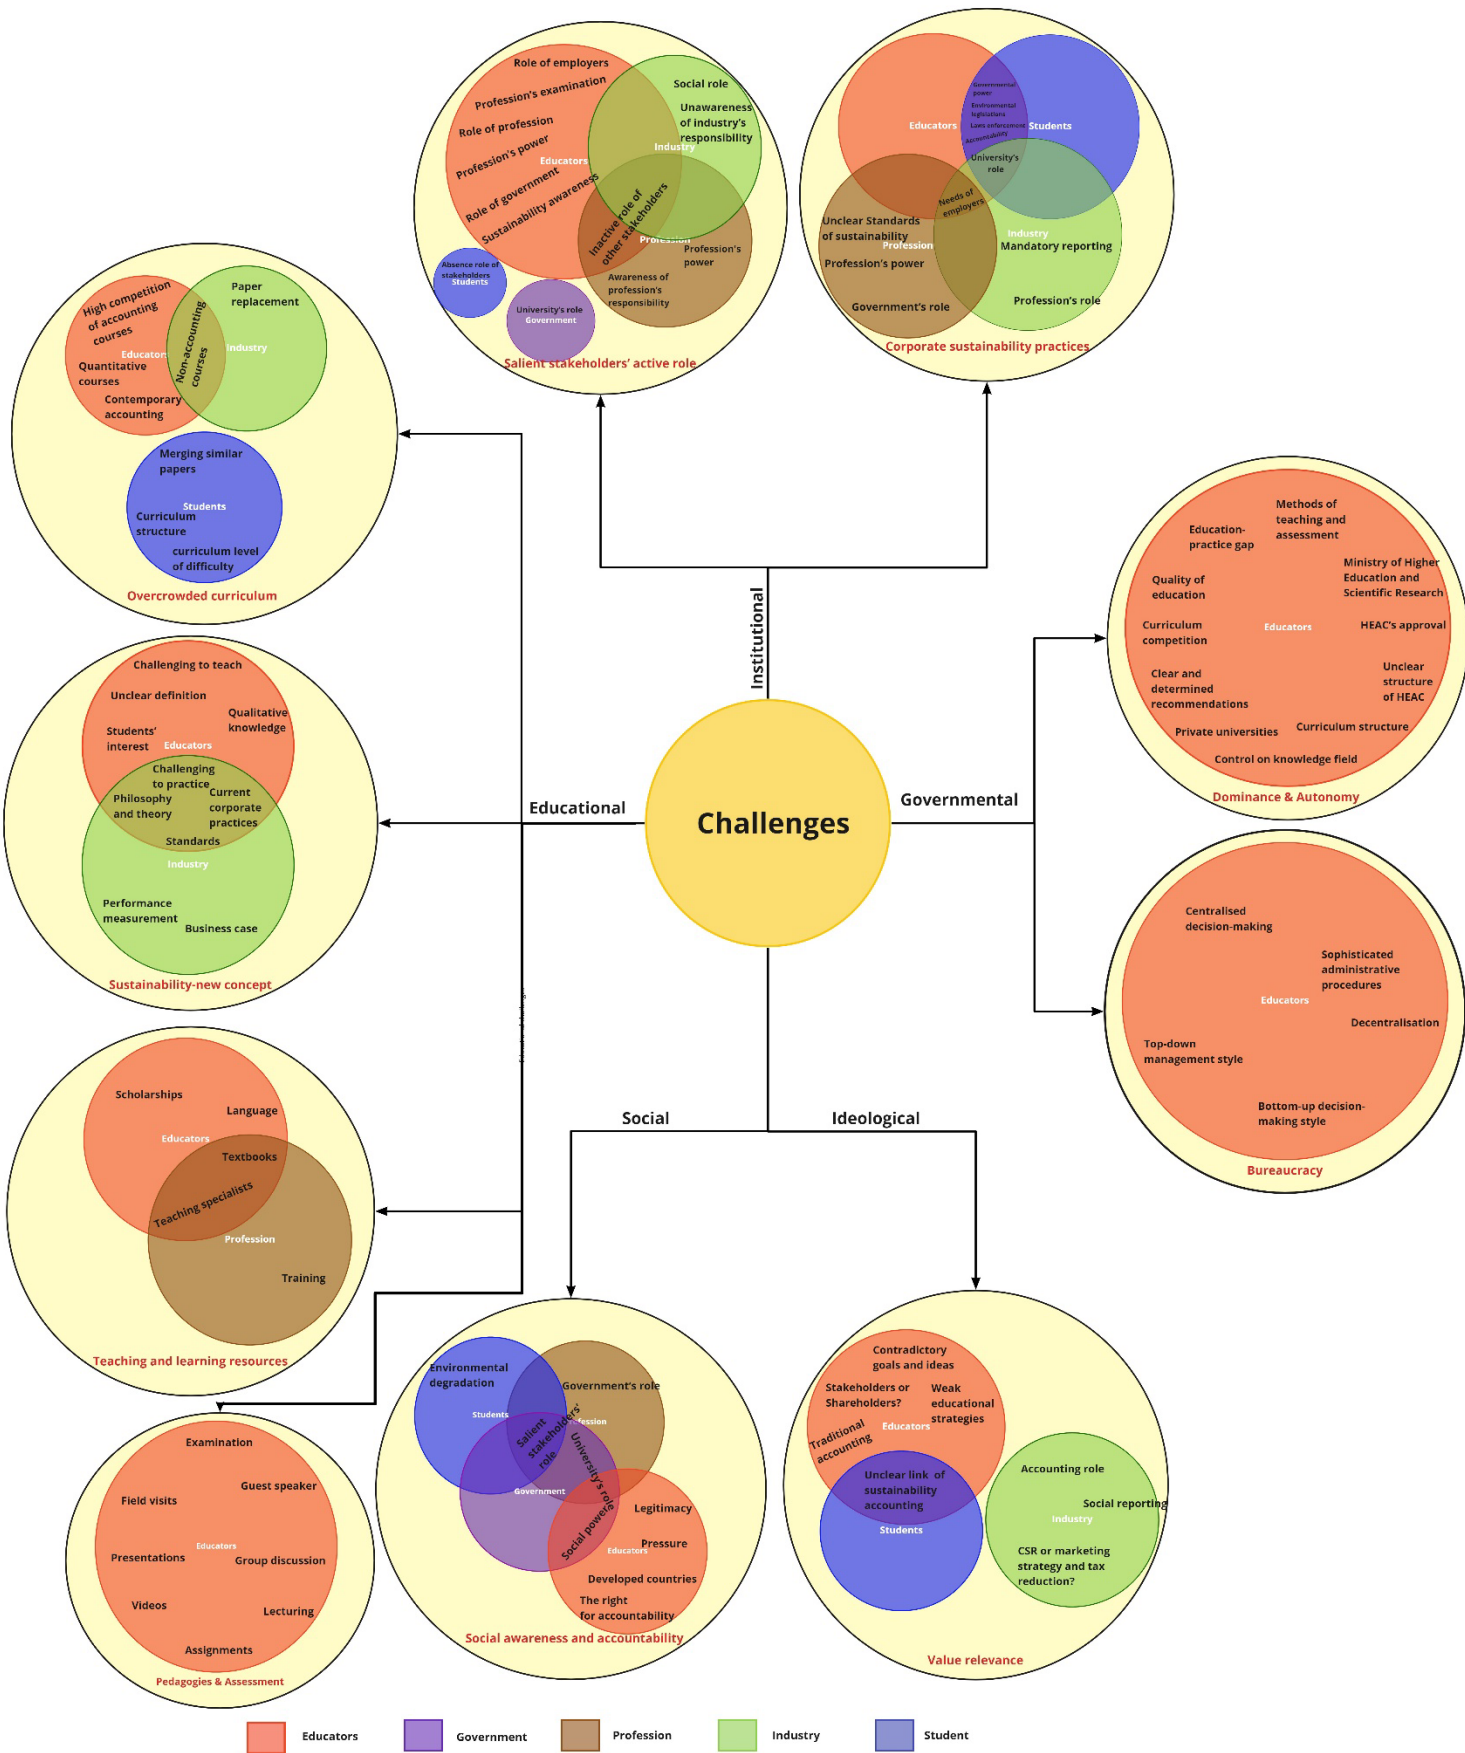 Role of employers
Profession's examination
Role of profession
Profession's power
Educators
Role of government
Sustainability awareness
Social role
Unawareness
of industry's
responsibility
Industry
Inactive role of
other stakeholders
Profession
Profession's
power
Awareness of
profession's
responsibility
Absence role of
stakeholders
Students
University's role
Government
Salient stakeholders' active role
Governmental
power
Environmental
legislations
Laws enforcement
Accountability
Educators
Students
University's
role
Needs of
employers
Unclear Standards
of sustainability
Profession
Profession's power
Government's role
Industry
Mandatory reporting
Profession's role
Corporate sustainability practices
High competition
of accounting
courses
Educators
Quantitative
courses
Contemporary
accounting
Non-accounting
courses
Paper
replacement
Industry
Merging similar
papers
Students
Curriculum
structure
curriculum level
of difficulty
Overcrowded curriculum
Institutional
Methods of
teaching and
assessment
Education-
practice gap
Ministry of Higher
Education and
Scientific Research
Quality of
education
Curriculum
competition
Educators
HEAC's approval
Clear and
determined
recommendations
Unclear
structure
of HEAC
Private universities
Curriculum structure
Control on knowledge field
Dominance & Autonomy
Challenging to teach
Unclear definition
Qualitative
knowledge
Students'
interest
Educators
Challenging
to practice
Philosophy
and theory
Current
corporate
practices
Standards
Industry
Performance
measurement
Business case
Sustainability-new concept
Educational
Challenges
Governmental
Centralised
decision-making
Sophisticated
administrative
procedures
Educators
Decentralisation
Top-down
management style
Bottom-up decision-
making style
Bureaucracy
Scholarships
Language
Educators
Textbooks
Teaching specialists
Profession
Training
Teaching and learning resources
Social
Ideological
Examination
Guest speaker
Field visits
Educators
Presentations
Group discussion
Videos
Lecturing
Assignments
Pedagogies & Assessment
Environmental
degradation
Students
Government's role
Salient
stakeholders'
role
University's role
Government
Social power
Legitimacy
Pressure
Educators
Developed countries
The right
for accountability
Social awareness and accountability
Contradictory
goals and ideas
Stakeholders or
Shareholders?
Weak
educational
strategies
Traditional
accounting
Educators
Unclear link of
sustainability
accounting
Students
Accounting role
Social reporting
Industry
CSR or marketing
strategy and tax
reduction?
Value relevance
Educators
Government
Profession
Industry
Student